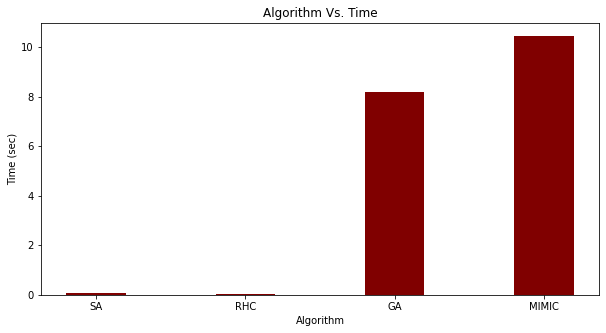 Algorithm Vs. Time
10
8
6
4
2
0
Time (sec)
SA RHC GA MIMIC
Algorithm